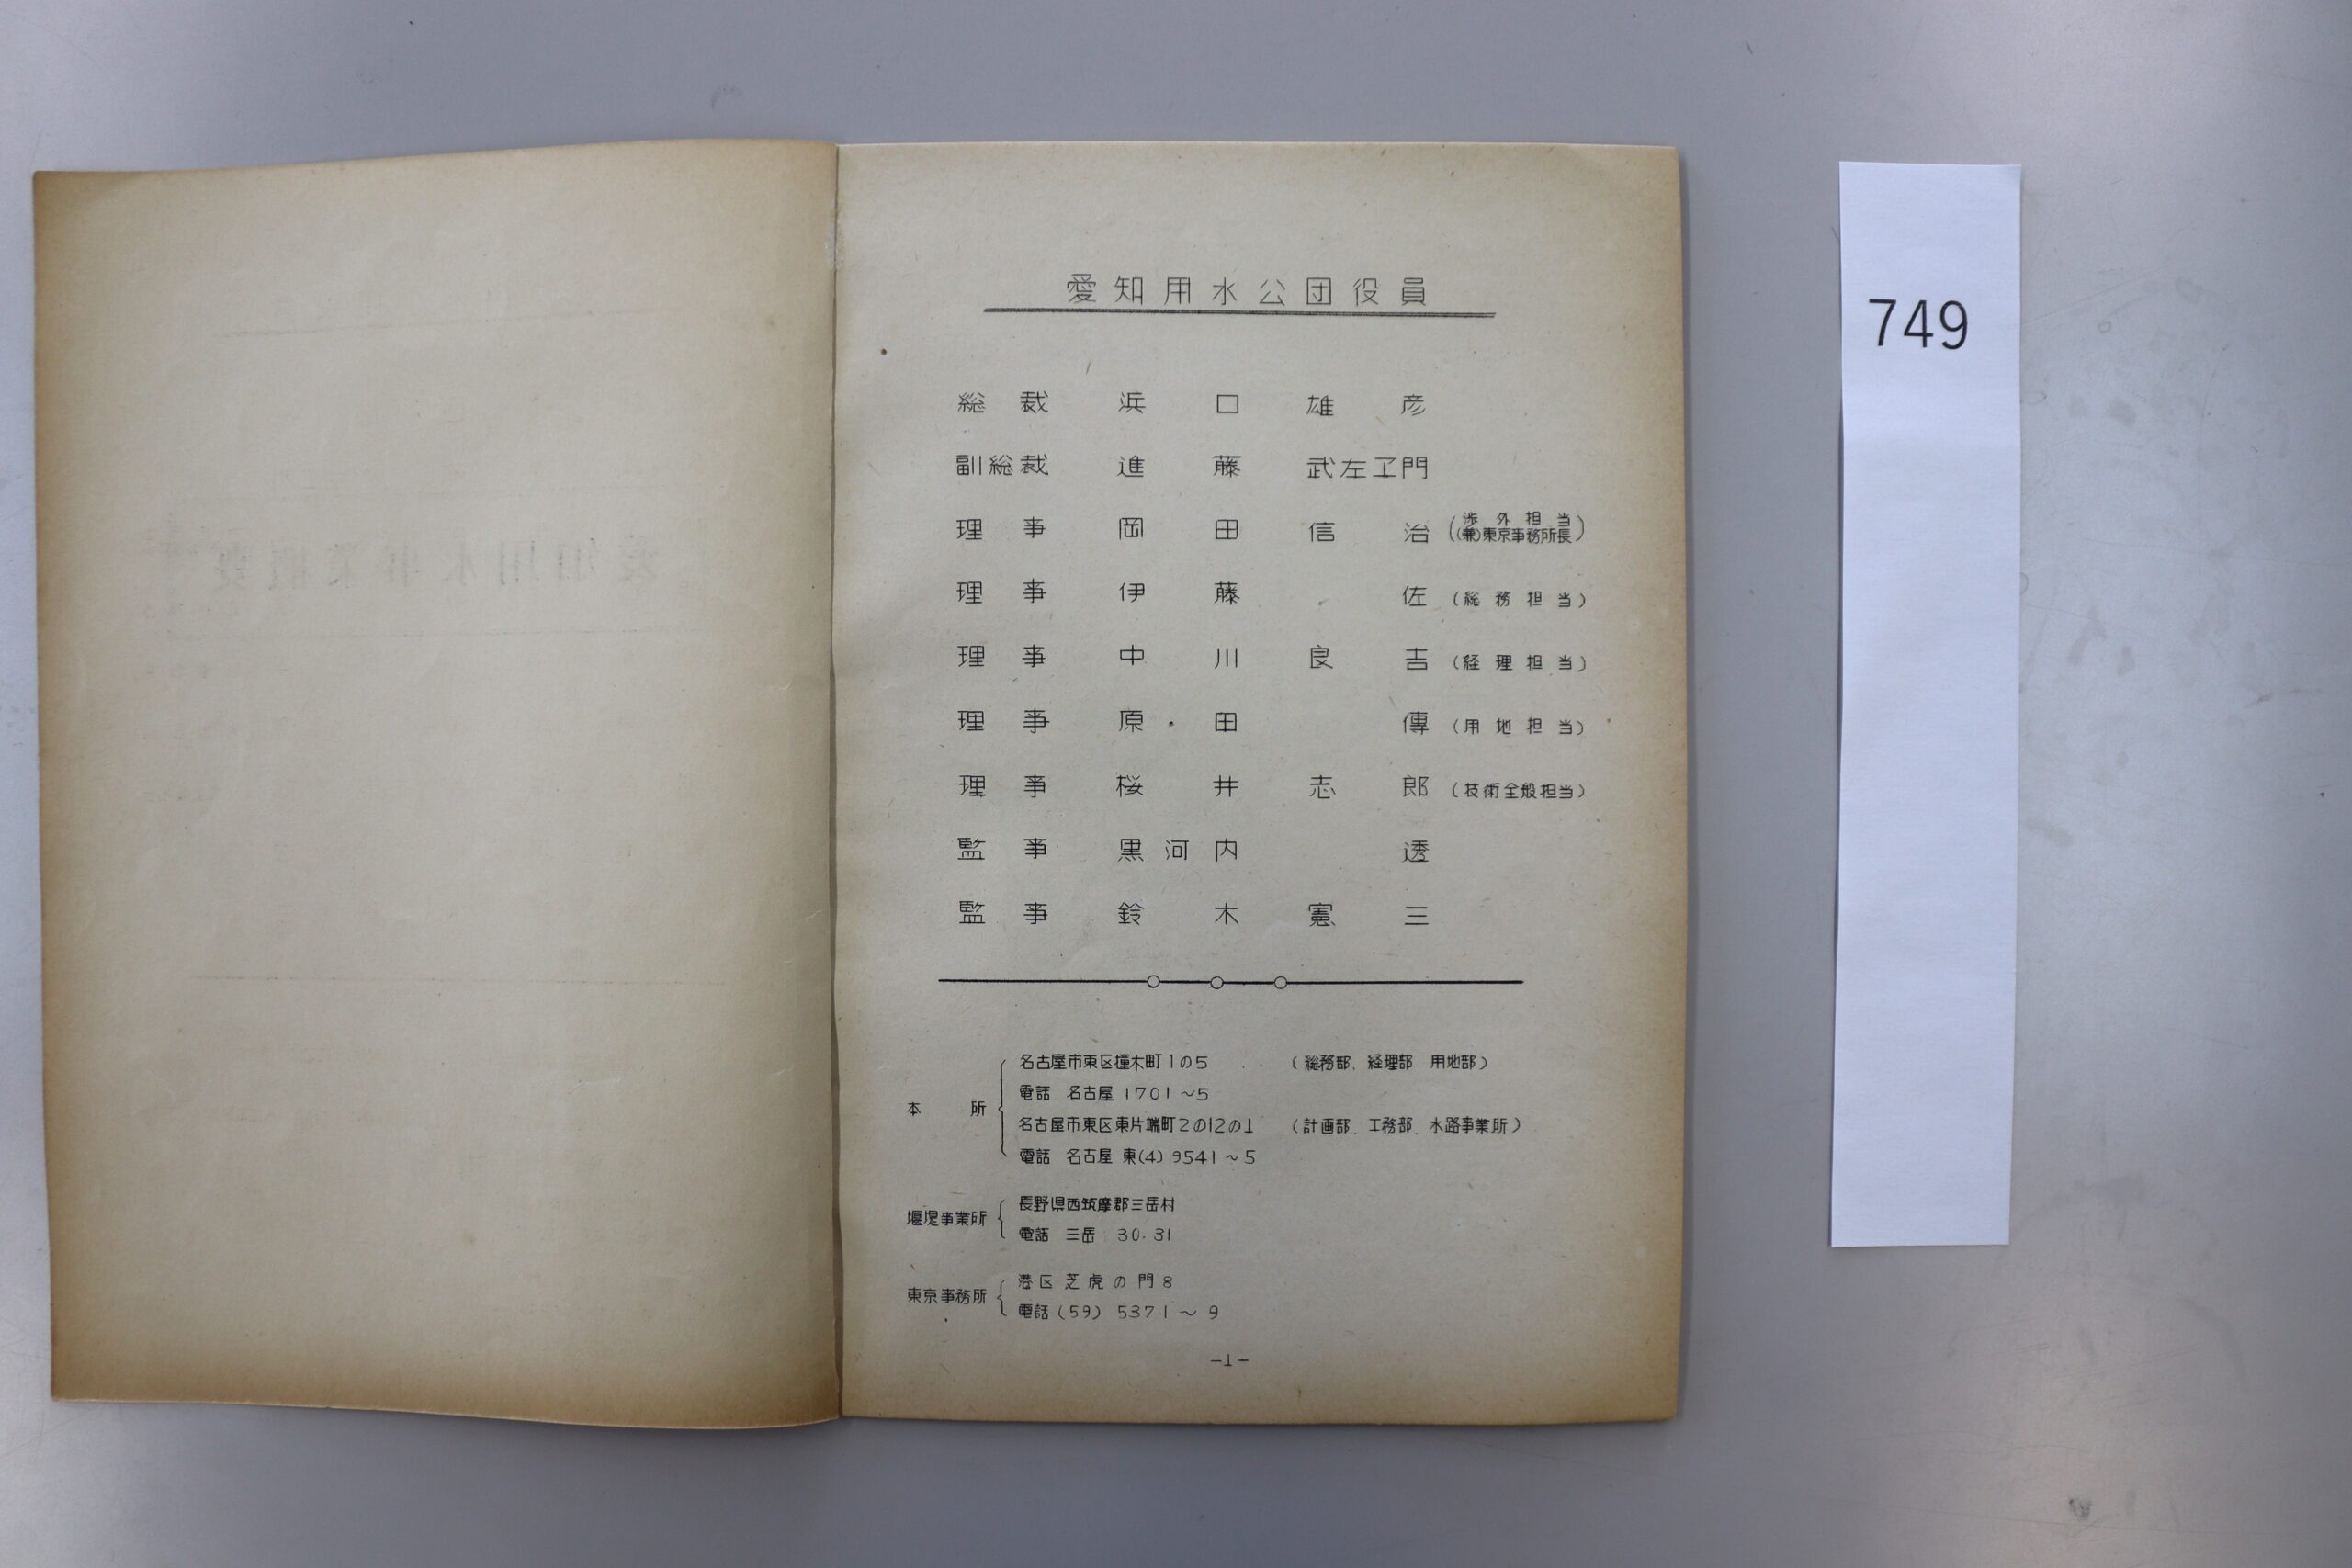 愛知用水公団役員
総裁 浜口雄彦
副総裁 進藤武左ヱ門
理事 岡田信治 (渉外担当 (兼)東京事務所長)
理事 伊藤佐 (総務担当)
理事 中川良吉 (経理担当)
理事 原・田傳 (用地担当)
理事 桜井志郎 (技術全般担当)
監事 黒河内透
監事 鈴木憲三
本所
名古屋市東区橦木町1の5 (総務部、経理部 用地部)
電話 名古屋 1701~5
名古屋市東区東片端町2の12の1 (計画部、工務部、水路事業所)
電話 名古屋 東(4) 9541~5
堰堤事業所
長野県西筑摩郡三岳村
電話 三岳 30.31
東京事務所
港区芝虎の門8
電話(59) 5371~9
-1-
749